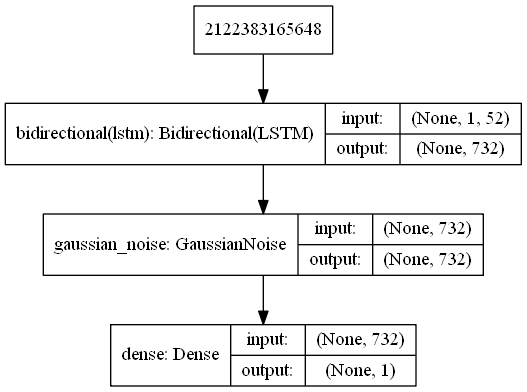 2122383165648
bidirectional(lstm): Bidirectional(LSTM)
input:
(None, 1, 52)
output:
(None, 732)
gaussian_noise: GaussianNoise
input:
(None, 732)
output:
(None, 732)
dense: Dense
input:
(None, 732)
output:
(None, 1)